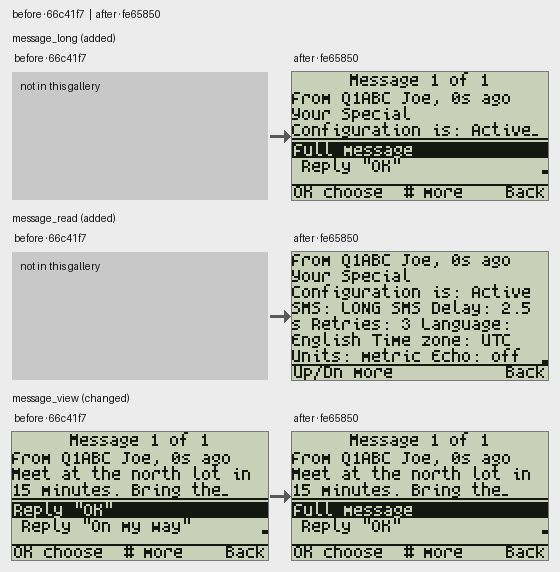 before · 66c41f7 | after · fe65850
message_long (added)
before · 66c41f7
after · fe65850
not in this gallery
Message 1 of 1
From Q1ABC Joe, 0s ago
Your Special
Configuration is: Active_
Full message
Reply "OK"
OK choose # more Back
message_read (added)
before · 66c41f7
after · fe65850
not in this gallery
From Q1ABC Joe, 0s ago
Your Special
Configuration is: Active
SMS: LONG SMS Delay: 2.5
s Retries: 3 Language:
English Time zone: UTC
Units: metric Echo: off
Up/Dn more Back
message_view (changed)
before · 66c41f7
after · fe65850
Message 1 of 1
From Q1ABC Joe, 0s ago
Meet at the north lot in
15 minutes. Bring the_
Reply "OK"
Reply "On my way"
OK choose # more Back
Message 1 of 1
From Q1ABC Joe, 0s ago
Meet at the north lot in
15 minutes. Bring the_
Full message
Reply "OK"
OK choose # more Back